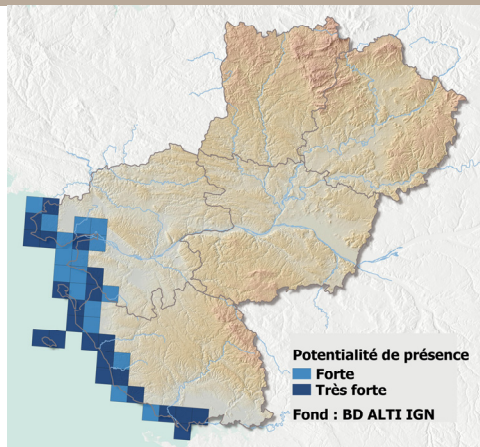 Potentialité de présence
Forte
Très forte
Fond : BD ALTI IGN